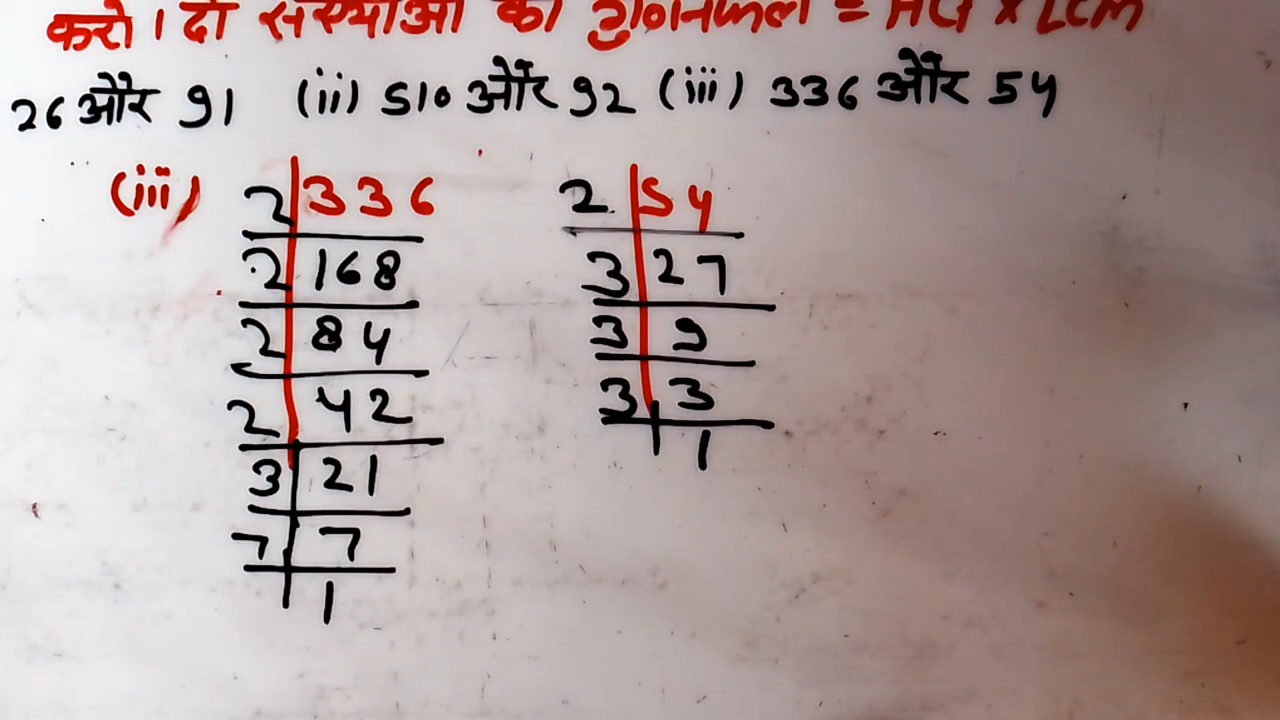 करो । दो संख्याओं का गुणनफल = HCF × LCM
26 और 91 (ii) 510 और 92 (iii) 336 और 54
(iii) 2 336 2 54
2 168 3 27
2 84 3 9
2 42 3 3
3 21 1
7 7
1